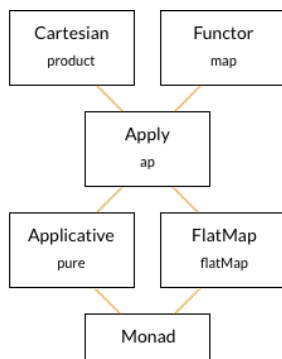 Cartesian
product
Functor
map
Apply
ap
Applicative
pure
FlatMap
flatMap
Monad